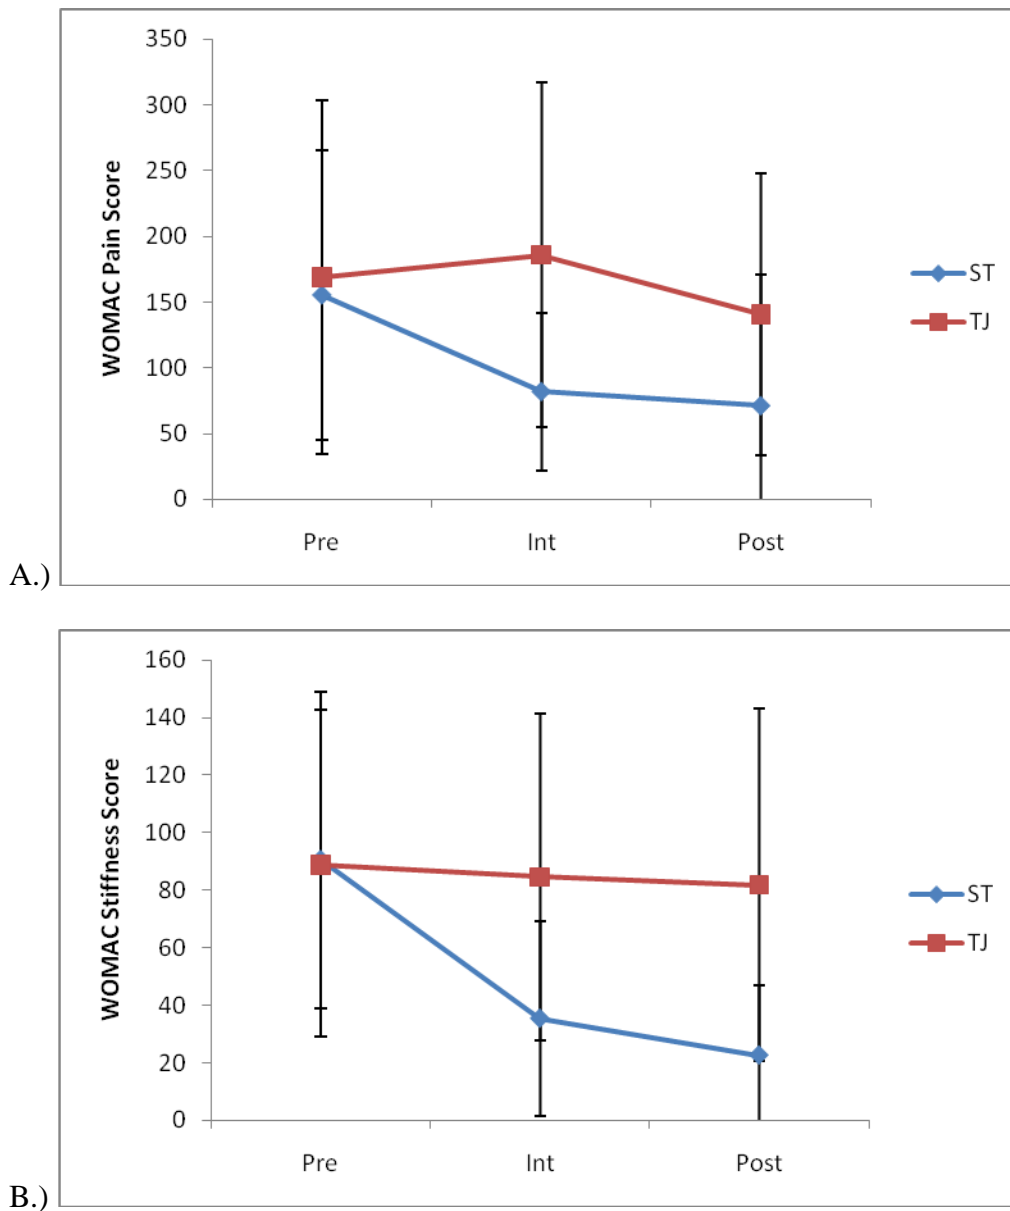 350
300
250
200
150
100
50
0
WOMAC Pain Score
Pre Int Post
ST
TJ
A.)
160
140
120
100
80
60
40
20
0
WOMAC Stiffness Score
Pre Int Post
ST
TJ
B.)